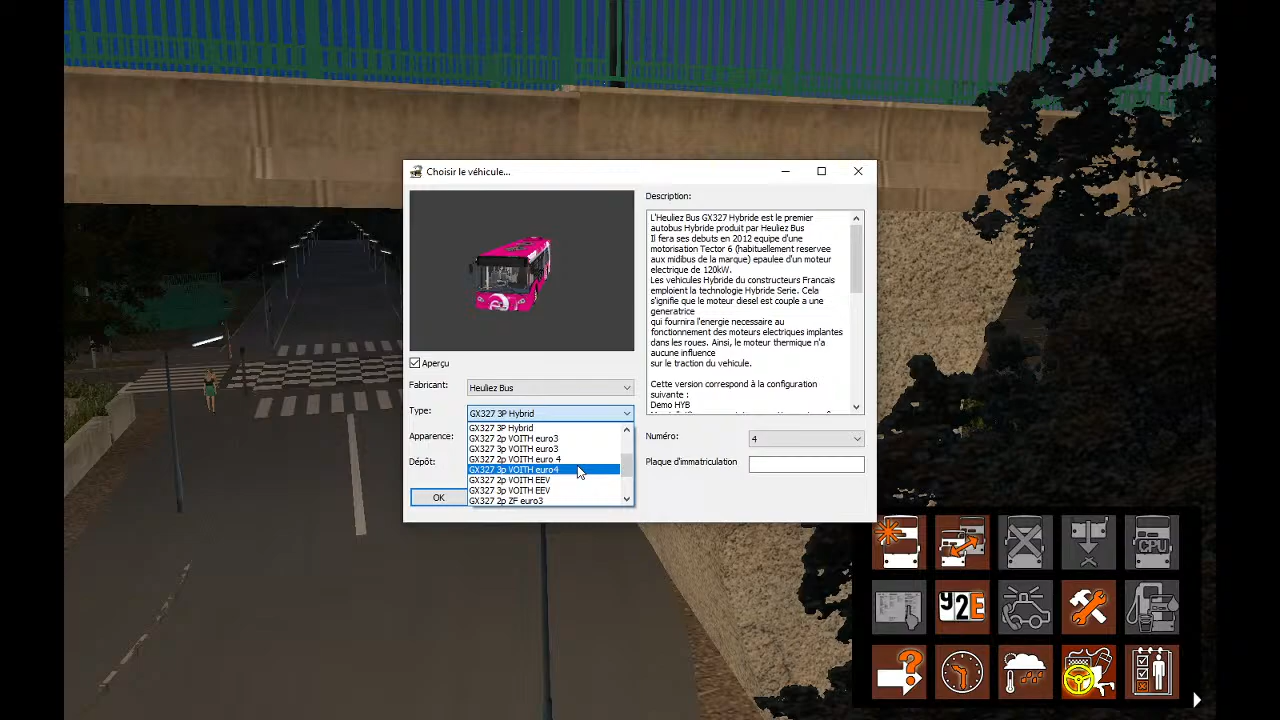 Choisir le véhicule...
Description:
L'Heuliez Bus GX327 Hybride est le premier
autobus Hybride produit par Heuliez Bus
Il fera ses debuts en 2012 equipe d'une
motorisation Tector 6 (habituellement reservee
aux midibus de la marque) epaulee d'un moteur
electrique de 120kW.
Les vehicules Hybride du constructeurs Francais
emploient la technologie Hybride Serie. Cela
s'signifie que le moteur diesel est couple a une
generatrice
qui fournira l'energie necessaire au
fonctionnement des moteurs electriques implantes
dans les roues. Ainsi, le moteur thermique n'a
aucune influence
sur le traction du vehicule.
Cette version correspond à la configuration
suivante :
Demo HYB
Aperçu
Fabricant:
Heuliez Bus
Type:
GX327 3P Hybrid
GX327 3P Hybrid
GX327 2p VOITH euro3
GX327 3p VOITH euro3
GX327 2p VOITH euro 4
GX327 3p VOITH euro4
GX327 2p VOITH EEV
GX327 3p VOITH EEV
GX327 2p ZF euro3
Apparence:
Dépôt:
OK
Numéro:
4
Plaque d'immatriculation
CPU
92E
?